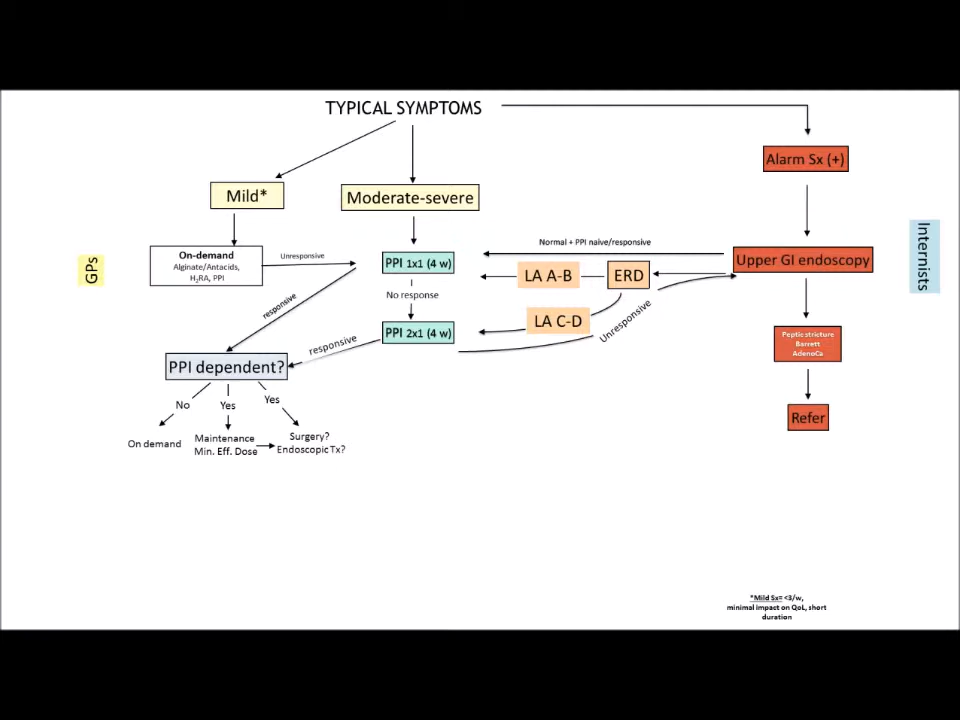 TYPICAL SYMPTOMS
Alarm Sx (+)
Mild*
Moderate-severe
Internists
GPs
On-demand
Alginate/Antacids,
H₂RA, PPI
Unresponsive
PPI 1x1 (4 w)
Normal + PPI naive/responsive
Upper GI endoscopy
LA A-B
ERD
No response
responsive
LA C-D
Unresponsive
PPI 2x1 (4 w)
responsive
Peptic stricture
Barrett
AdenoCa
PPI dependent?
No
Yes
Yes
Refer
On demand
Maintenance
Min. Eff. Dose
Surgery?
Endoscopic Tx?
*Mild Sx= <3/w,
minimal impact on QoL, short
duration